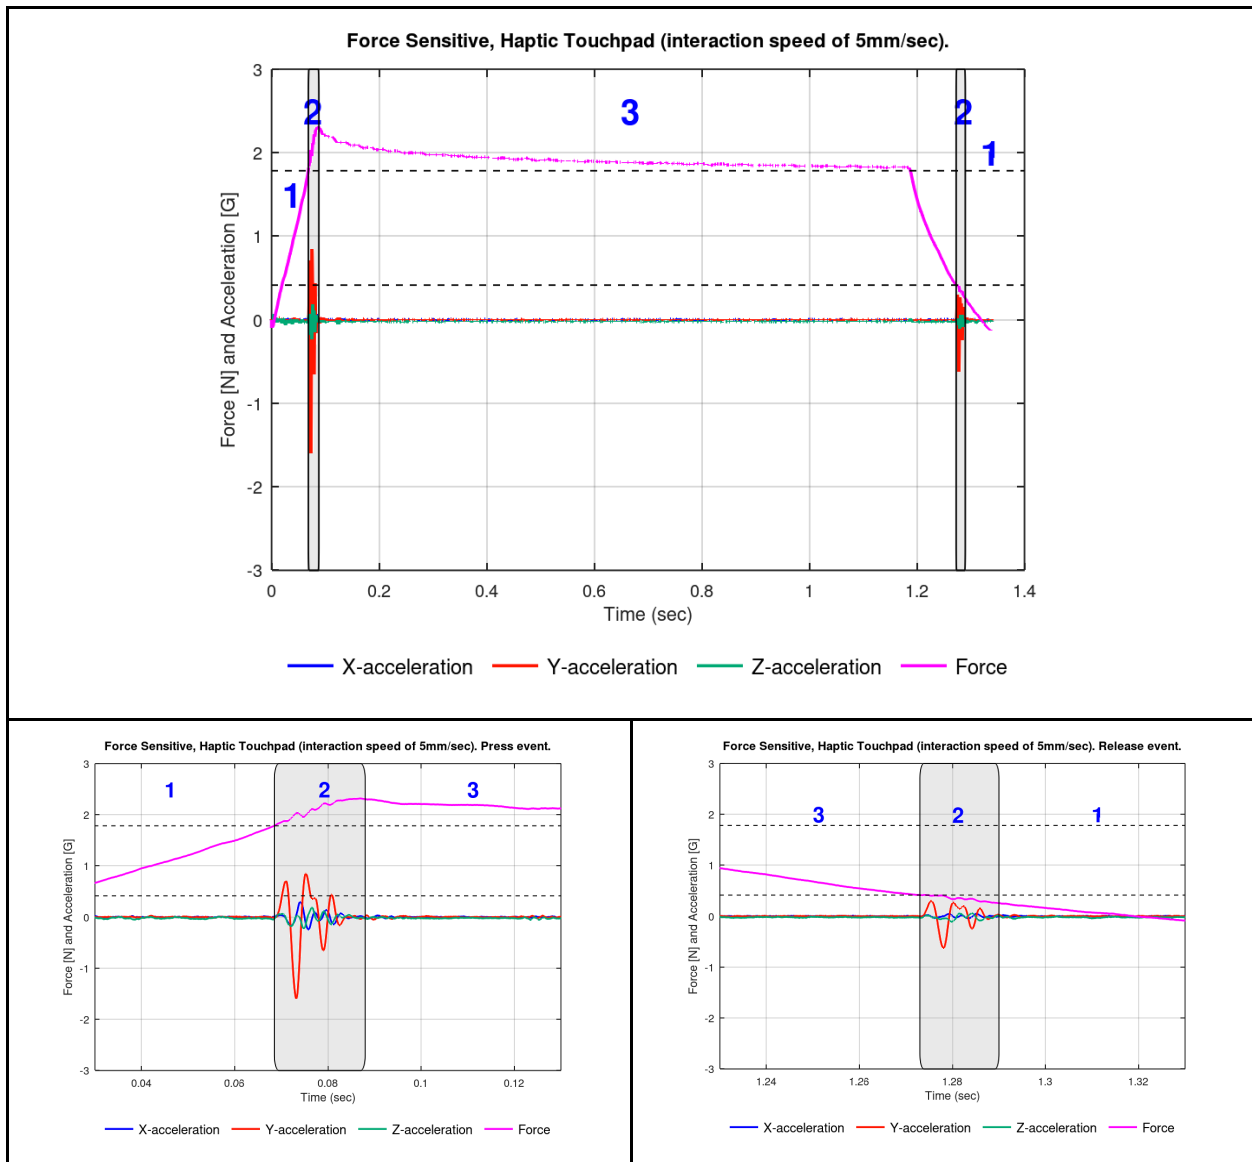 Force Sensitive, Haptic Touchpad (interaction speed of 5mm/sec).
3
2
1
0
-1
-2
-3
Force [N] and Acceleration [G]
1
2
3
2
1
0
0.2
0.4
0.6
0.8
1
1.2
1.4
Time (sec)
X-acceleration
Y-acceleration
Z-acceleration
Force
Force Sensitive, Haptic Touchpad (interaction speed of 5mm/sec). Press event.
3
2
1
0
-1
-2
-3
Force [N] and Acceleration [G]
1
2
3
0.04
0.06
0.08
0.1
0.12
Time (sec)
X-acceleration
Y-acceleration
Z-acceleration
Force
Force Sensitive, Haptic Touchpad (interaction speed of 5mm/sec). Release event.
3
2
1
0
-1
-2
-3
Force [N] and Acceleration [G]
3
2
1
1.24
1.26
1.28
1.3
1.32
Time (sec)
X-acceleration
Y-acceleration
Z-acceleration
Force